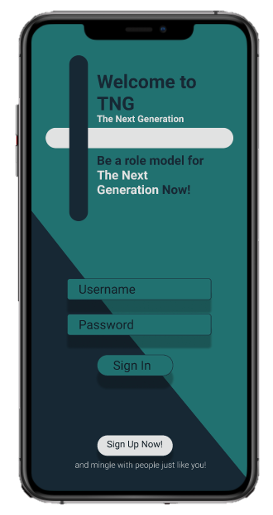 Welcome to
TNG
The Next Generation
Be a role model for
The Next
Generation Now!
Username
Password
Sign In
Sign Up Now!
and mingle with people just like you!